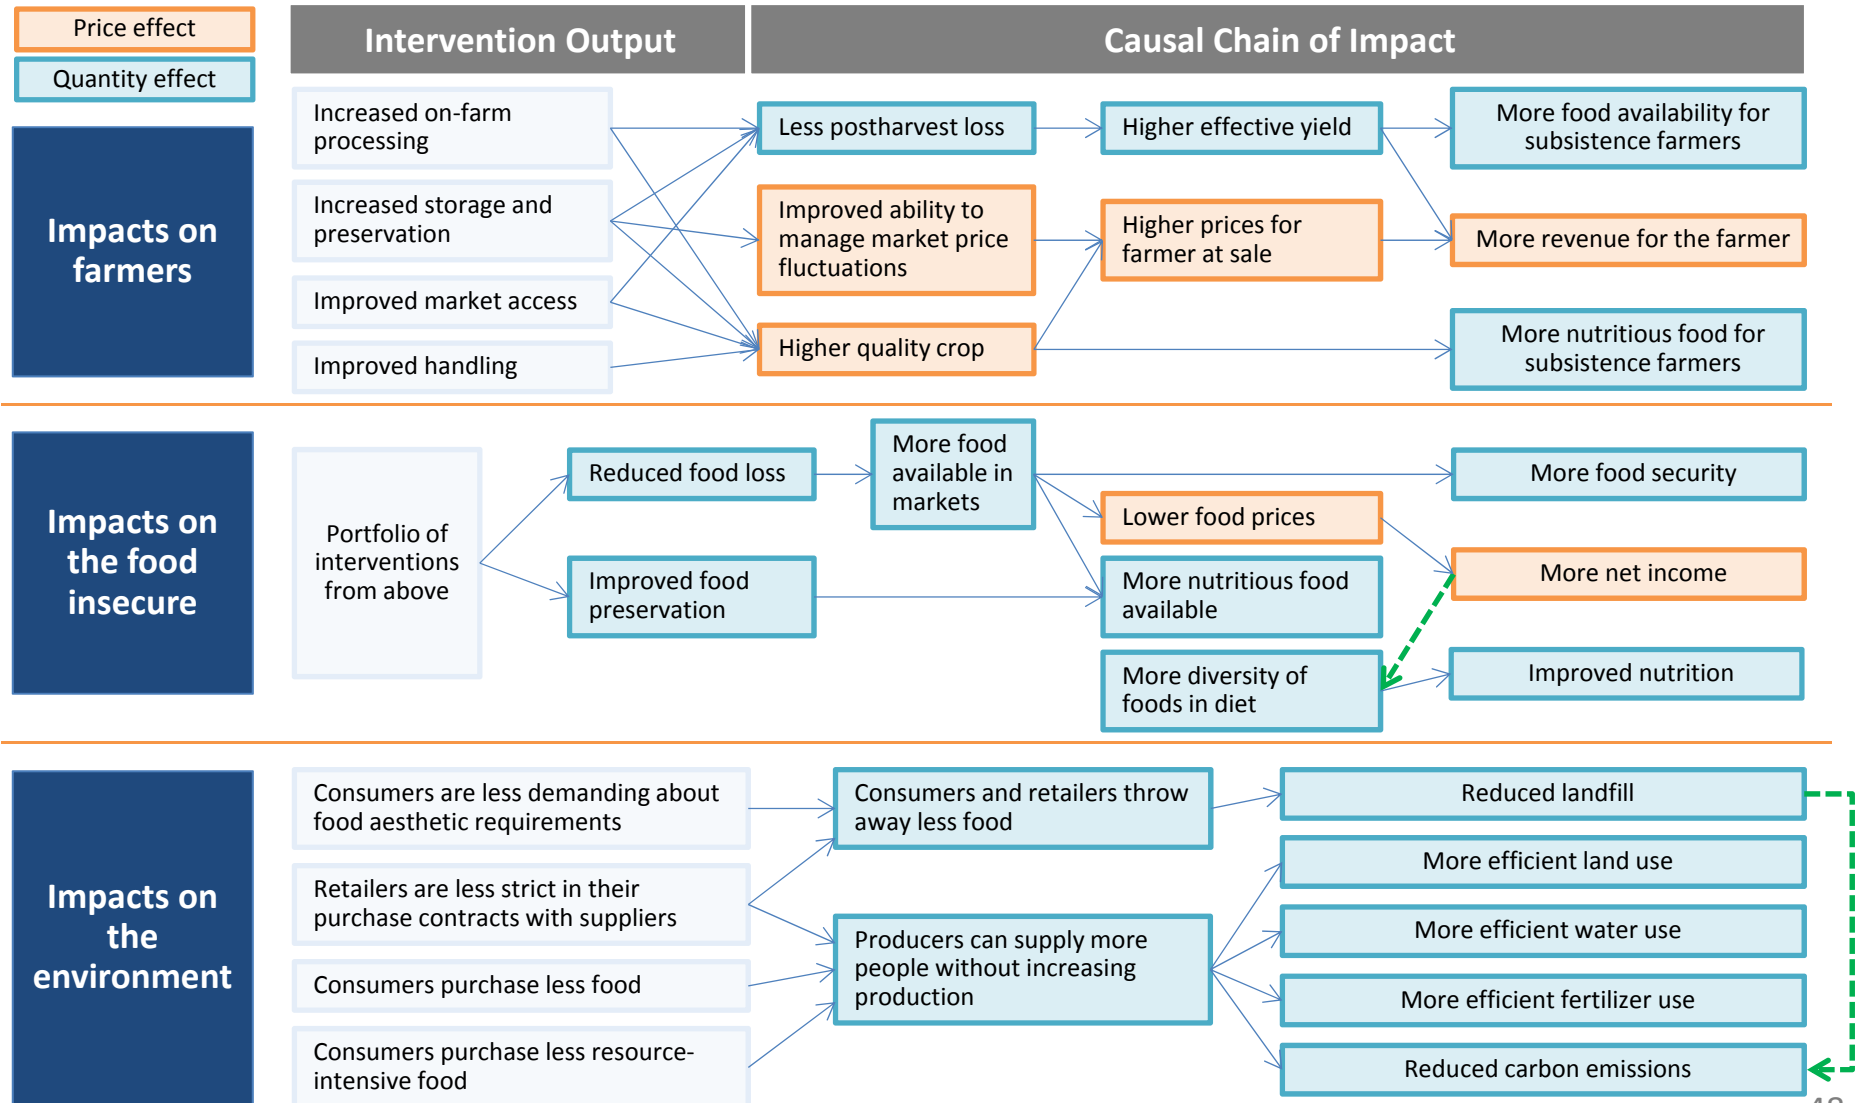 Price effect
Quantity effect
Intervention Output
Causal Chain of Impact
Impacts on
farmers
Increased on-farm
processing
Increased storage and
preservation
Improved market access
Improved handling
Less postharvest loss
Improved ability to
manage market price
fluctuations
Higher quality crop
Higher effective yield
Higher prices for
farmer at sale
More food availability for
subsistence farmers
More revenue for the farmer
More nutritious food for
subsistence farmers
Impacts on
the food
insecure
Portfolio of
interventions
from above
Reduced food loss
Improved food
preservation
More food
available in
markets
Lower food prices
More nutritious food
available
More diversity of
foods in diet
More food security
More net income
Improved nutrition
Impacts on
the
environment
Consumers are less demanding about
food aesthetic requirements
Retailers are less strict in their
purchase contracts with suppliers
Consumers purchase less food
Consumers purchase less resource-
intensive food
Consumers and retailers throw
away less food
Producers can supply more
people without increasing
production
Reduced landfill
More efficient land use
More efficient water use
More efficient fertilizer use
Reduced carbon emissions